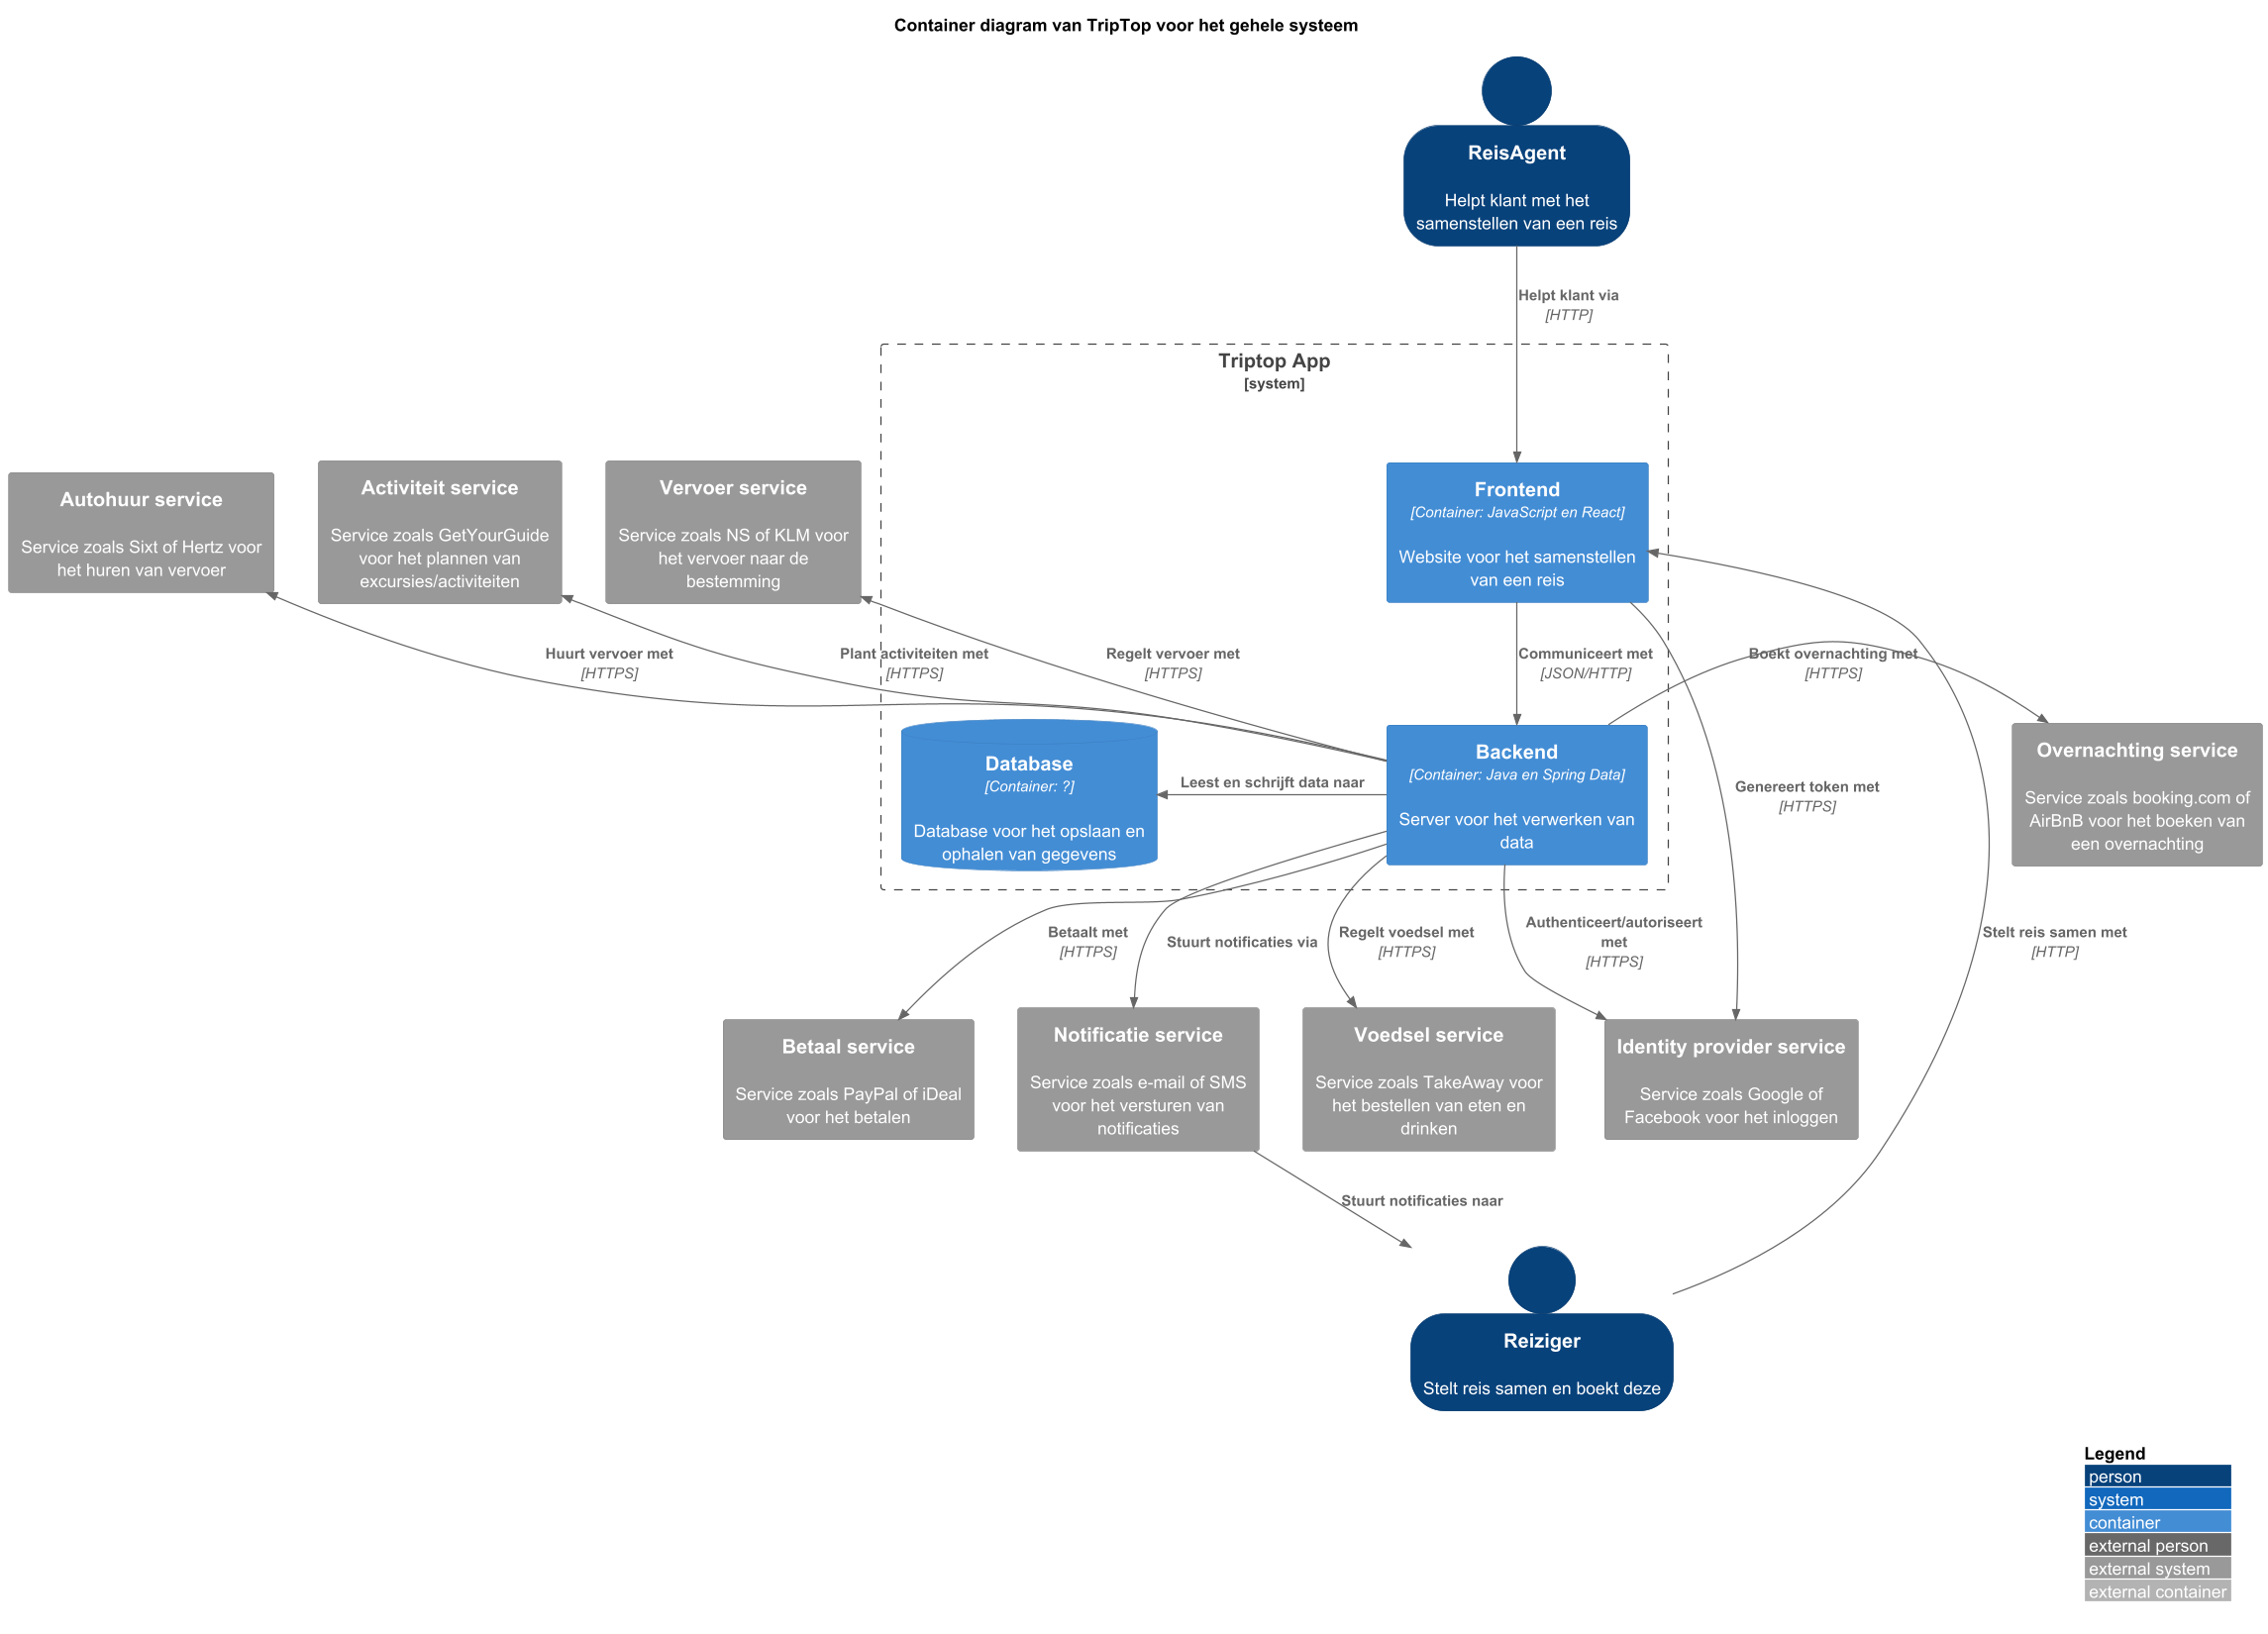 Container diagram van TripTop voor het gehele systeem
ReisAgent
Helpt klant met het
samenstellen van een reis
Helpt klant via
[HTTP]
Triptop App
[system]
Autohuur service
Service zoals Sixt of Hertz voor
het huren van vervoer
Activiteit service
Service zoals GetYourGuide
voor het plannen van
excursies/activiteiten
Vervoer service
Service zoals NS of KLM voor
het vervoer naar de
bestemming
Frontend
[Container: JavaScript en React]
Website voor het samenstellen
van een reis
Huurt vervoer met
[HTTPS]
Plant activiteiten met
[HTTPS]
Regelt vervoer met
[HTTPS]
Communiceert met
[JSON/HTTP]
Boekt overnachting met
[HTTPS]
Database
[Container: ?]
Database voor het opslaan en
ophalen van gegevens
Leest en schrijft data naar
Backend
[Container: Java en Spring Data]
Server voor het verwerken van
data
Genereert token met
[HTTPS]
Overnachting service
Service zoals booking.com of
AirBnB voor het boeken van
een overnachting
Betaalt met
[HTTPS]
Stuurt notificaties via
Regelt voedsel met
[HTTPS]
Authenticeert/autoriseert
met
[HTTPS]
Stelt reis samen met
[HTTP]
Betaal service
Service zoals PayPal of iDeal
voor het betalen
Notificatie service
Service zoals e-mail of SMS
voor het versturen van
notificaties
Voedsel service
Service zoals TakeAway voor
het bestellen van eten en
drinken
Identity provider service
Service zoals Google of
Facebook voor het inloggen
Stuurt notificaties naar
Reiziger
Stelt reis samen en boekt deze
Legend
person
system
container
external person
external system
external container